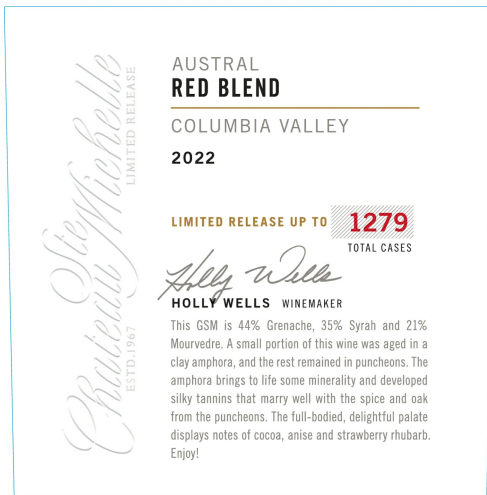 Chateau Ste Michelle
LIMITED RELEASE
ESTD.1967
AUSTRAL
RED BLEND
COLUMBIA VALLEY
2022
LIMITED RELEASE UP TO 1279
TOTAL CASES
Holly Wells
HOLLY WELLS WINEMAKER
This GSM is 44% Grenache, 35% Syrah and 21%
Mourvedre. A small portion of this wine was aged in a
clay amphora, and the rest remained in puncheons. The
amphora brings to life some minerality and developed
silky tannins that marry well with the spice and oak
from the puncheons. The full-bodied, delightful palate
displays notes of cocoa, anise and strawberry rhubarb.
Enjoy!